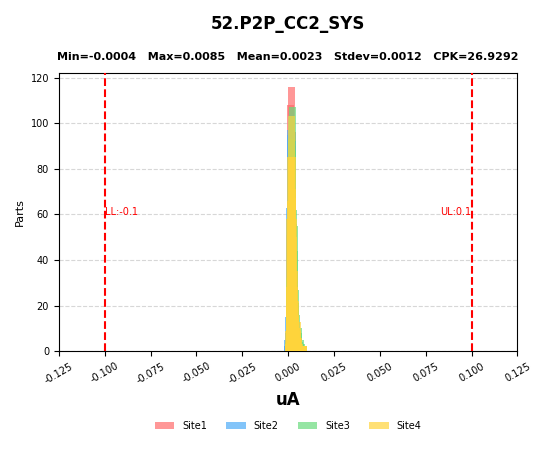 52.P2P_CC2_SYS
Min=-0.0004 Max=0.0085 Mean=0.0023 Stdev=0.0012 CPK=26.9292
120
100
80
60
40
20
0
Parts
LL:-0.1
UL:0.1
-0.125 -0.100 -0.075 -0.050 -0.025 0.000 0.025 0.050 0.075 0.100 0.125
uA
Site1 Site2 Site3 Site4